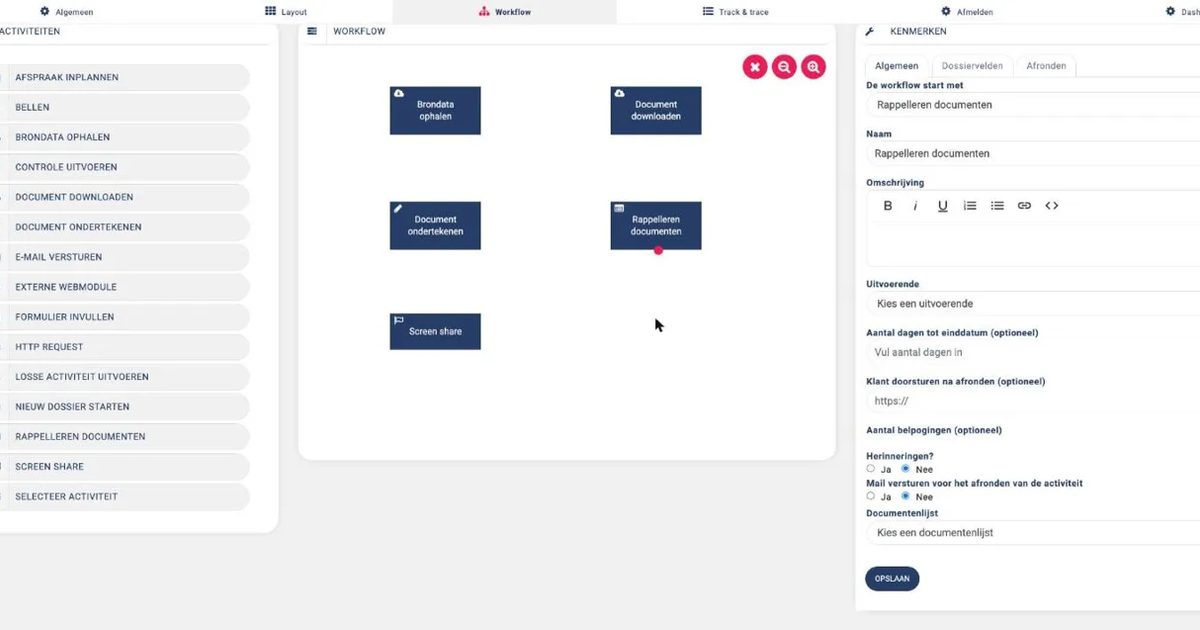 Algemeen
Layout
Workflow
Track & trace
Afmelden
ACTIVITEITEN
AFSPRAAK INPLANNEN
BELLEN
BRONDATA OPHALEN
CONTROLE UITVOEREN
DOCUMENT DOWNLOADEN
DOCUMENT ONDERTEKENEN
E-MAIL VERSTUREN
EXTERNE WEBMODULE
FORMULIER INVULLEN
HTTP REQUEST
LOSSE ACTIVITEIT UITVOEREN
NIEUW DOSSIER STARTEN
RAPPELLEREN DOCUMENTEN
SCREEN SHARE
SELECTEER ACTIVITEIT
WORKFLOW
Brondata
ophalen
Document
downloaden
Document
ondertekenen
Rappelleren
documenten
Screen share
KENMERKEN
Algemeen
Dossiervelden
Afronden
De workflow start met
Rappelleren documenten
Naam
Rappelleren documenten
Omschrijving
B i U
Uitvoerende
Kies een uitvoerende
Aantal dagen tot einddatum (optioneel)
Vul aantal dagen in
Klant doorsturen na afronden (optioneel)
https://
Aantal belpogingen (optioneel)
Herinneringen?
Ja Nee
Mail versturen voor het afronden van de activiteit
Ja Nee
Documentenlijst
Kies een documentenlijst
OPSLAAN